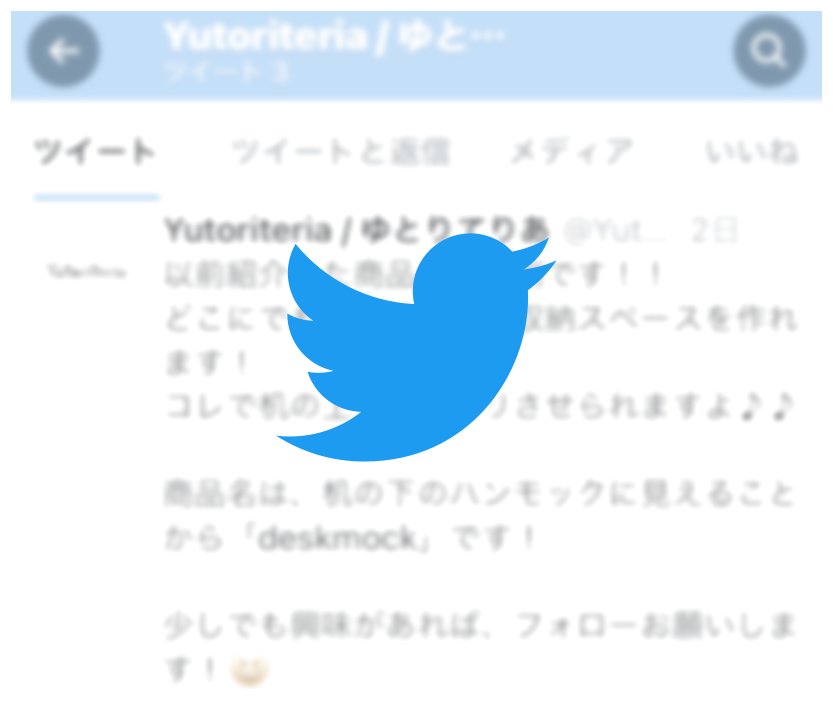 Yutoriteria / ゆと…
ツイート 3
ツイート ツイートと返信 メディア いいね
Yutoriteria / ゆとりてりあ @Yut… 2日
以前紹介 た商品 です！！
どこにで 収納スペースを作れ
ます！
コレで机の上 リさせられますよ♪♪
商品名は、机の下のハンモックに見えること
から「deskmock」です！
少しでも興味があれば、フォローお願いしま
す！😊